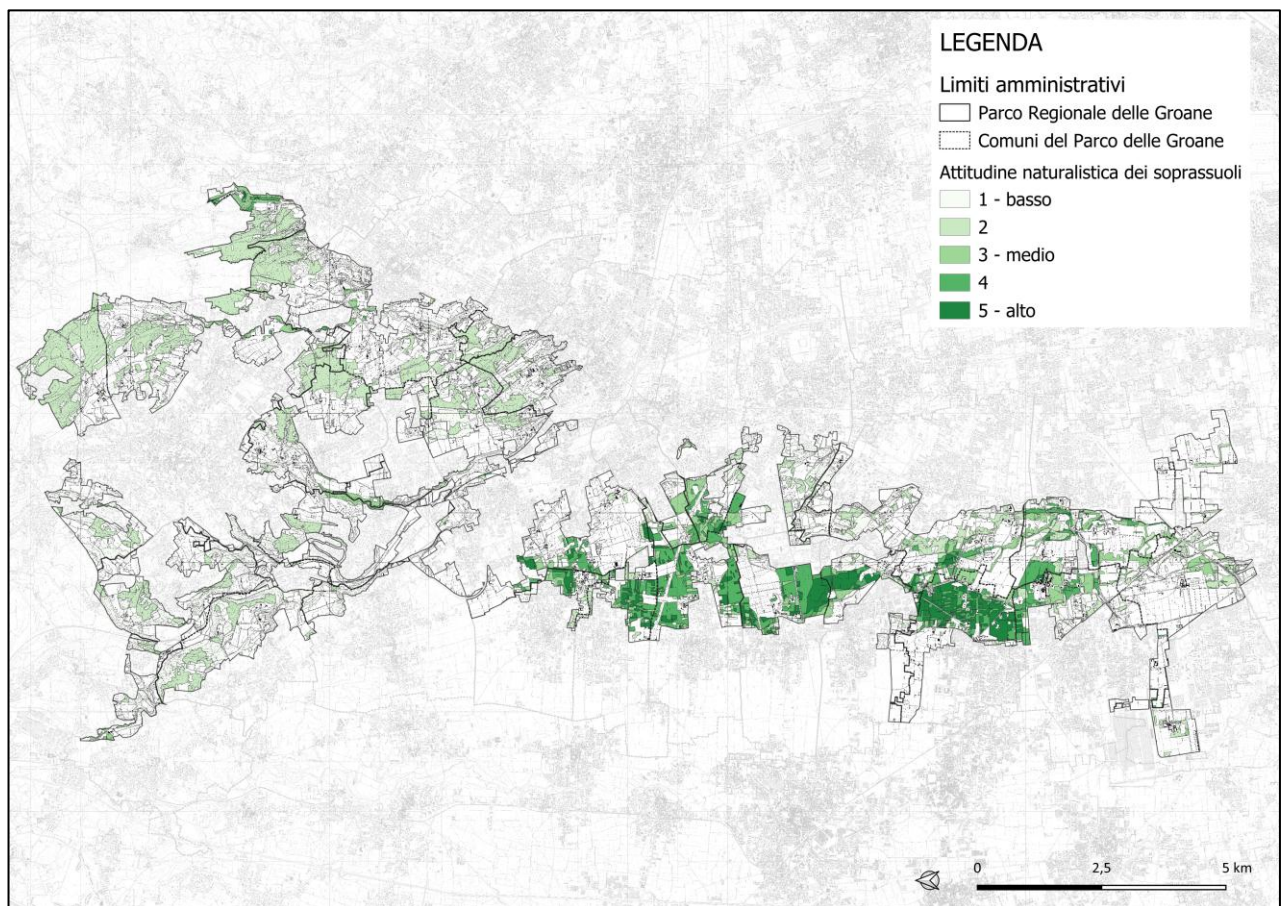 LEGENDA
Limiti amministrativi
Parco Regionale delle Groane
Comuni del Parco delle Groane
Attitudine naturalistica dei soprassuoli
1 - basso
2
3 - medio
4
5 - alto
0 2,5 5 km